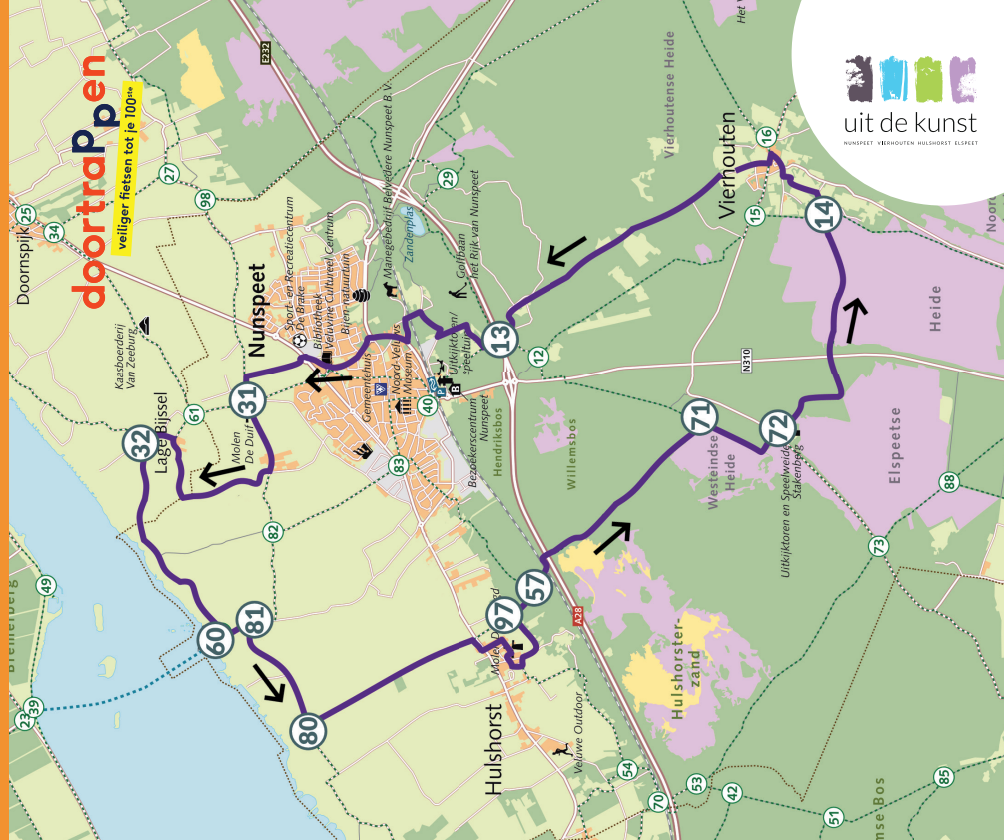 doortrappen
veiliger fietsen tot je 100ste
uit de kunst
NUNSPEET VIERHOUTEN HULSHORST ELSPEET
Doornspijk
25
34
27
98
E232
Kaasboerderij
Van Zeeburg
Nunspeet
Sport- en Recreatiecentrum
De Brake
Bibliotheek
Veluvine Cultureel Centrum
Bijen-natuurtuin
Manegebedrijf Belvedere Nunspeet B.V.
Zandenplas
29
Golfbaan
het Rijk van Nunspeet
Vierhoutense Heide
Vierhouten
16
15
14
Het
32
Lage Bijssel
61
31
Molen
De Duif
Gemeentehuis
Noord-Veluws
Museum
Uitkijktoren/
speeltuin
P
B
40
Bezoekerscentrum
Nunspeet
83
13
12
Hendriksbos
Willemsbos
N310
Heide
82
71
Westeindse
Heide
72
Uitkijktoren en Speelweide
Stakenberg
Elspeetse
88
73
49
60
81
80
97
57
A28
Hulshorst
Veluwe Outdoor
Hulshorster-
zand
23
39
54
70
53
42
51
85